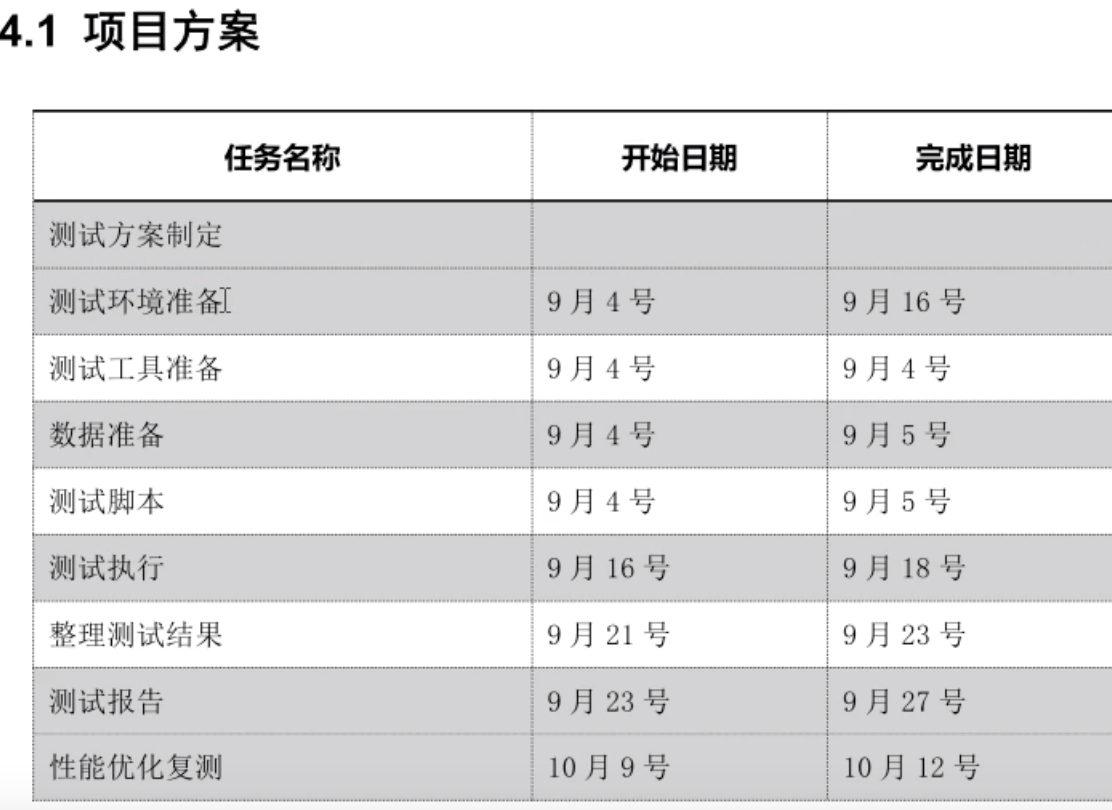 4.1 项目方案
任务名称 开始日期 完成日期
测试方案制定
测试环境准备 9 月 4 号 9 月 16 号
测试工具准备 9 月 4 号 9 月 4 号
数据准备 9 月 4 号 9 月 5 号
测试脚本 9 月 4 号 9 月 5 号
测试执行 9 月 16 号 9 月 18 号
整理测试结果 9 月 21 号 9 月 23 号
测试报告 9 月 23 号 9 月 27 号
性能优化复测 10 月 9 号 10 月 12 号